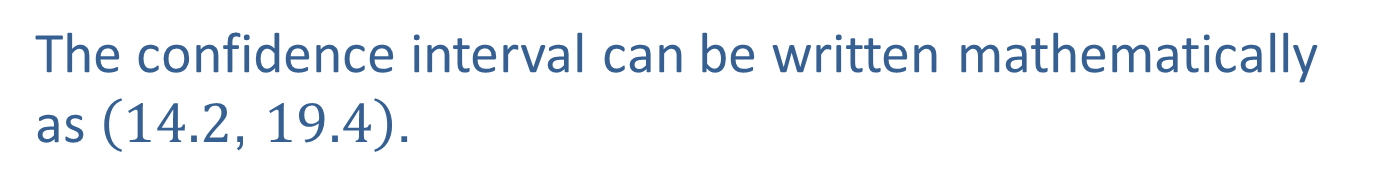 The confidence interval can be written mathematically
as (14.2, 19.4).